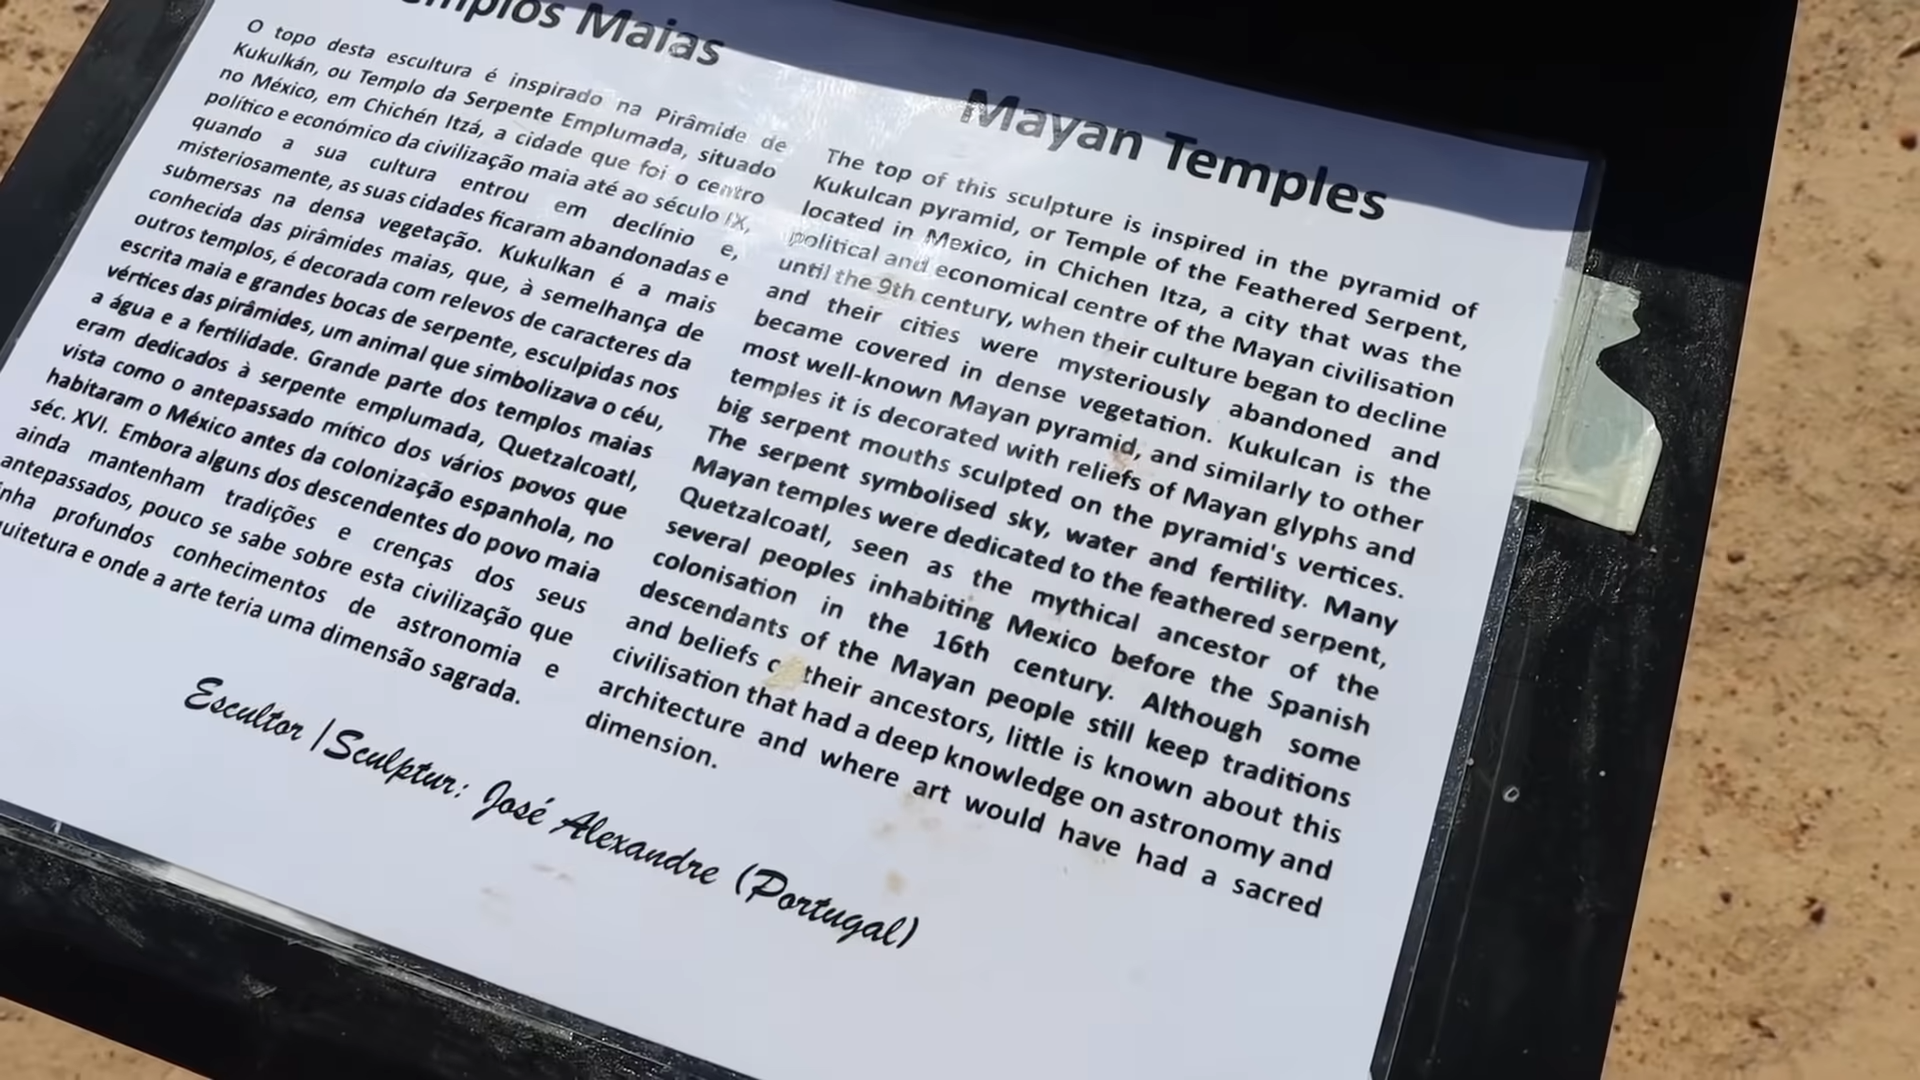 Templos Maias
O topo desta escultura é inspirado na Pirâmide de
Kukulkán, ou Templo da Serpente Emplumada, situado
no México, em Chichén Itzá, a cidade que foi o centro
político e económico da civilização maia até ao século IX,
quando a sua cultura entrou em declínio e,
misteriosamente, as suas cidades ficaram abandonadas e
submersas na densa vegetação. Kukulkan é a mais
conhecida das pirâmides maias, que, à semelhança de
outros templos, é decorada com relevos de caracteres da
escrita maia e grandes bocas de serpente, esculpidas nos
vértices das pirâmides, um animal que simbolizava o céu,
a água e a fertilidade. Grande parte dos templos maias
eram dedicados à serpente emplumada, Quetzalcoatl,
vista como o antepassado mítico dos vários povos que
habitaram o México antes da colonização espanhola, no
séc. XVI. Embora alguns dos descendentes do povo maia
ainda mantenham tradições e crenças dos seus
antepassados, pouco se sabe sobre esta civilização que
inha profundos conhecimentos de astronomia e
uitetura e onde a arte teria uma dimensão sagrada.
Mayan Temples
The top of this sculpture is inspired in the pyramid of
Kukulcan pyramid, or Temple of the Feathered Serpent,
located in Mexico, in Chichen Itza, a city that was the
political and economical centre of the Mayan civilisation
until the 9th century, when their culture began to decline
and their cities were mysteriously abandoned and
became covered in dense vegetation. Kukulcan is the
most well-known Mayan pyramid, and similarly to other
temples it is decorated with reliefs of Mayan glyphs and
big serpent mouths sculpted on the pyramid's vertices.
The serpent symbolised sky, water and fertility. Many
Mayan temples were dedicated to the feathered serpent,
Quetzalcoatl, seen as the mythical ancestor of the
several peoples inhabiting Mexico before the Spanish
colonisation in the 16th century. Although some
descendants of the Mayan people still keep traditions
and beliefs of their ancestors, little is known about this
civilisation that had a deep knowledge on astronomy and
architecture and where art would have had a sacred
dimension.
Escultor | Sculptur: José Alexandre (Portugal)